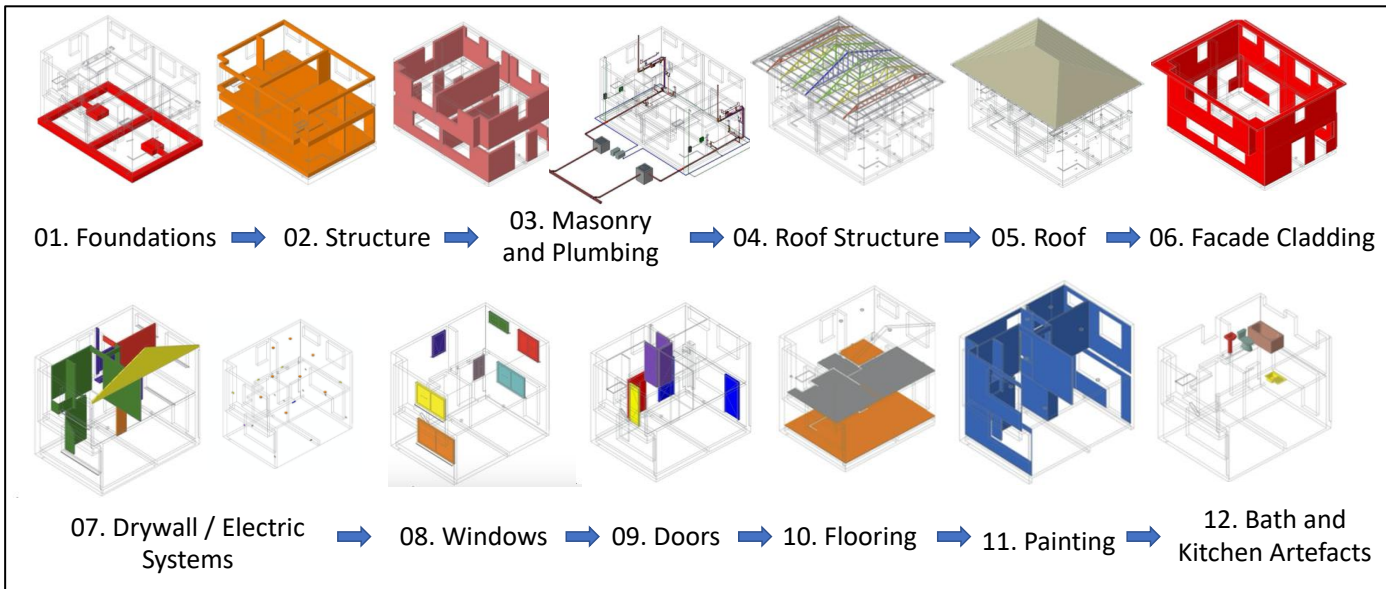 01. Foundations
02. Structure
03. Masonry
and Plumbing
04. Roof Structure
05. Roof
06. Facade Cladding
07. Drywall / Electric
Systems
08. Windows
09. Doors
10. Flooring
11. Painting
12. Bath and
Kitchen Artefacts